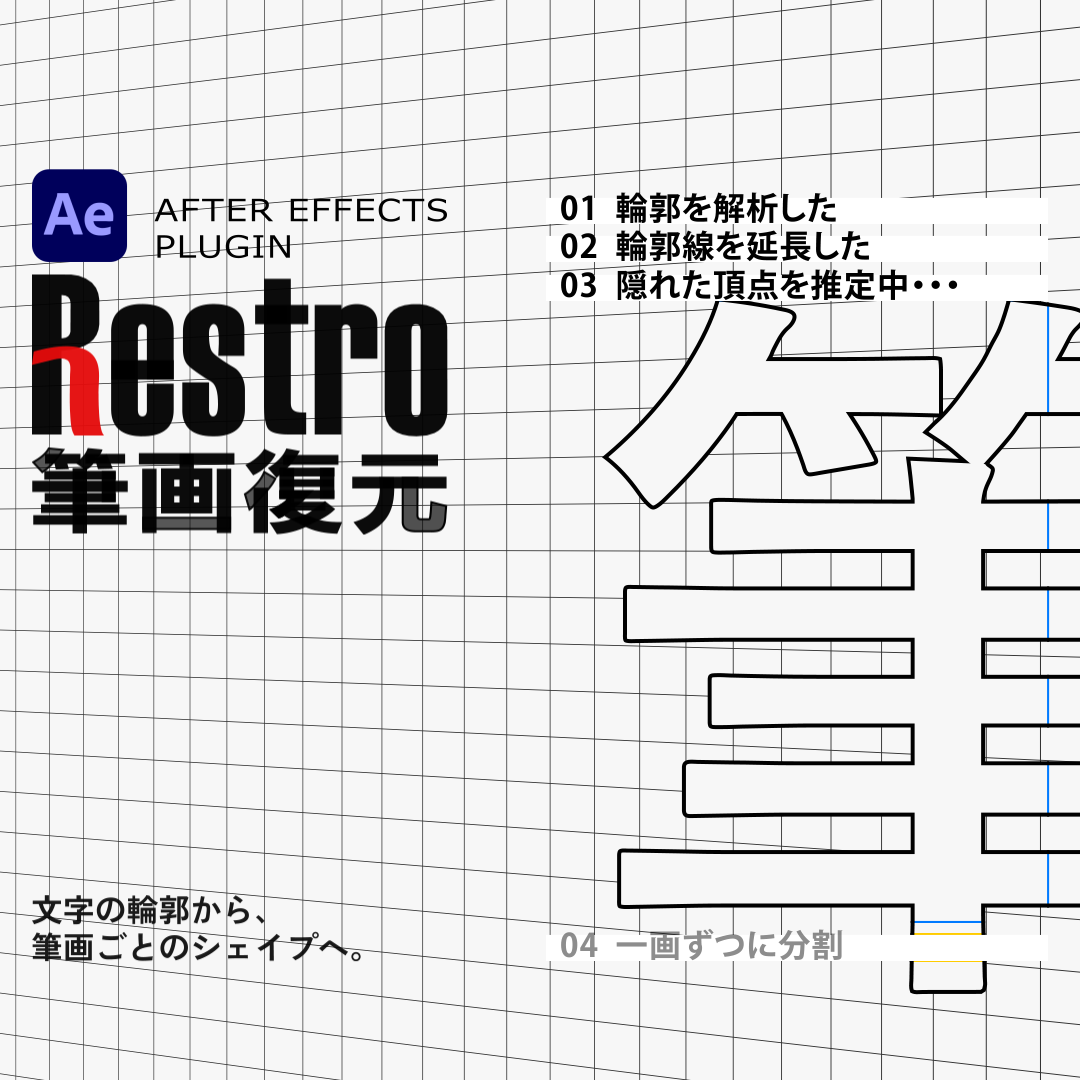 Ae
AFTER EFFECTS
PLUGIN
Restro
筆画復元
文字の輪郭から、
筆画ごとのシェイプへ。
01 輪郭を解析した
02 輪郭線を延長した
03 隠れた頂点を推定中・・・
04 一画ずつに分割